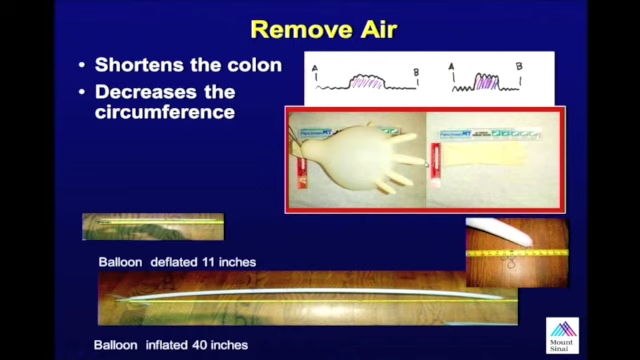 Remove Air
• Shortens the colon
• Decreases the
circumference
A B A B
Balloon deflated 11 inches
Balloon inflated 40 inches
Mount
Sinai